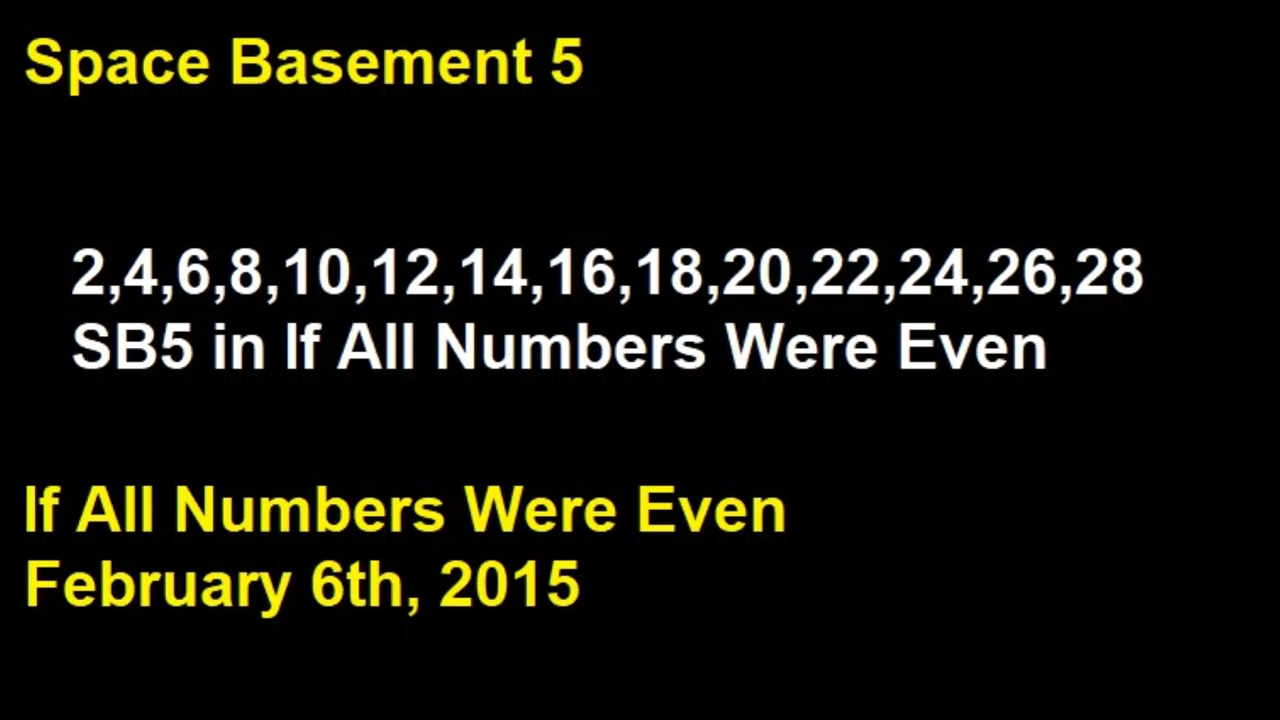 Space Basement 5
2,4,6,8,10,12,14,16,18,20,22,24,26,28
SB5 in If All Numbers Were Even
If All Numbers Were Even
February 6th, 2015